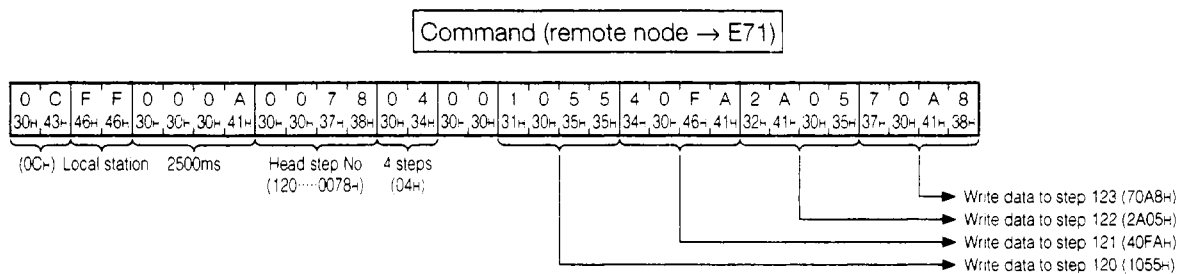 Command (remote node → E71)
0 C F F 0 0 0 A 0 0 7 8 0 4 0 0 1 0 5 5 4 0 F A 2 A 0 5 7 0 A 8
30H 43H 46H 46H 30H 30H 30H 41H 30H 30H 37H 38H 30H 34H 30H 30H 31H 30H 35H 35H 34H 30H 46H 41H 32H 41H 30H 35H 37H 30H 41H 38H
(0CH) Local station 2500ms Head step No 4 steps
(120·····0078H) (04H)
Write data to step 123 (70A8H)
Write data to step 122 (2A05H)
Write data to step 121 (40FAH)
Write data to step 120 (1055H)